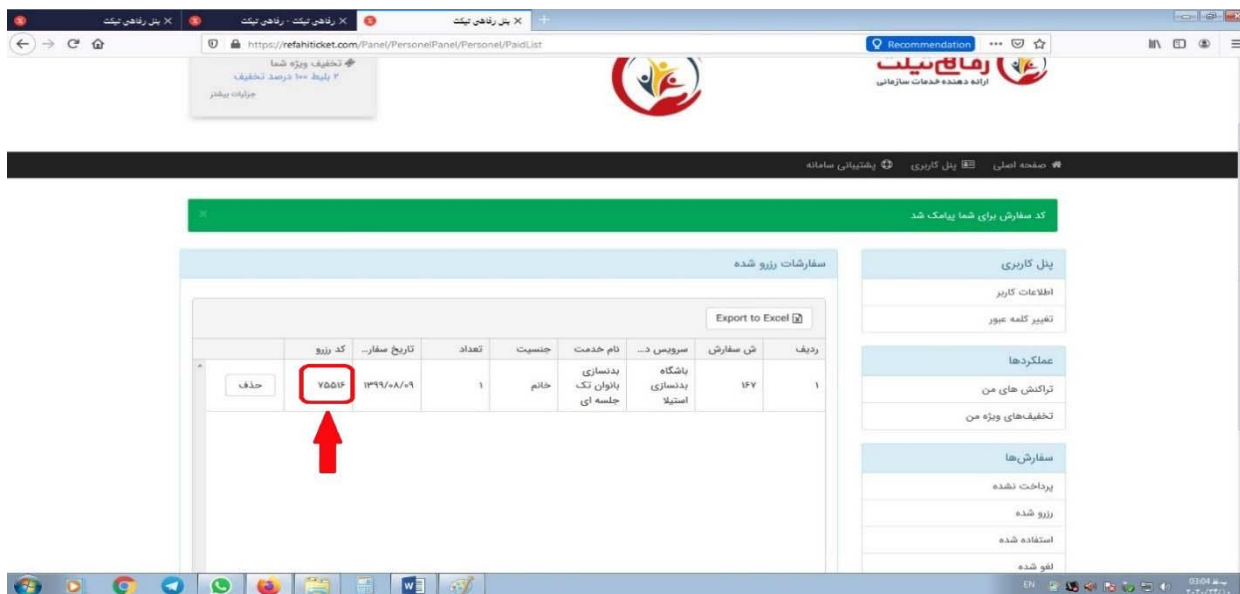 پنل رفاهی تیکت
رفاهی تیکت - رفاهی تیکت
پنل رفاهی تیکت
https://refahiticket.com/Panel/PersonelPanel/Personel/PaidList
Recommendation
تخفیف ویژه شما
۲ بلیط ۱۰۰ درصد تخفیف
جزئیات بیشتر
رفاهی تیکت
ارائه دهنده خدمات سازمانی
صفحه اصلی پنل کاربری پشتیبانی سامانه
کد سفارش برای شما پیامک شد
پنل کاربری
اطلاعات کاربر
تغییر کلمه عبور
عملکردها
تراکنش های من
تخفیف‌های ویژه من
سفارش‌ها
پرداخت نشده
رزرو شده
استفاده شده
لغو شده
سفارشات رزرو شده
Export to Excel
ردیف ش سفارش سرویس د... نام خدمت جنسیت تعداد تاریخ سفار... کد رزرو
۱ ۱۶۷ باشگاه بدنسازی استیلا بدنسازی بانوان تک جلسه ای خانم ۱ ۱۳۹۹/۰۸/۰۹ ۷۵۵۱۶ حذف
EN
03:04